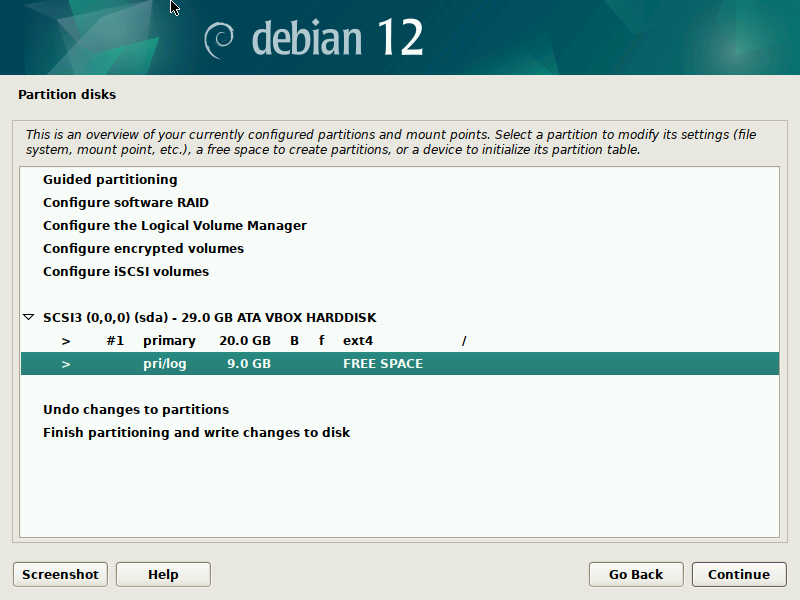 debian 12
Partition disks
This is an overview of your currently configured partitions and mount points. Select a partition to modify its settings (file
system, mount point, etc.), a free space to create partitions, or a device to initialize its partition table.
Guided partitioning
Configure software RAID
Configure the Logical Volume Manager
Configure encrypted volumes
Configure iSCSI volumes
SCSI3 (0,0,0) (sda) - 29.0 GB ATA VBOX HARDDISK
> #1 primary 20.0 GB B f ext4 /
> pri/log 9.0 GB FREE SPACE
Undo changes to partitions
Finish partitioning and write changes to disk
Screenshot Help Go Back Continue